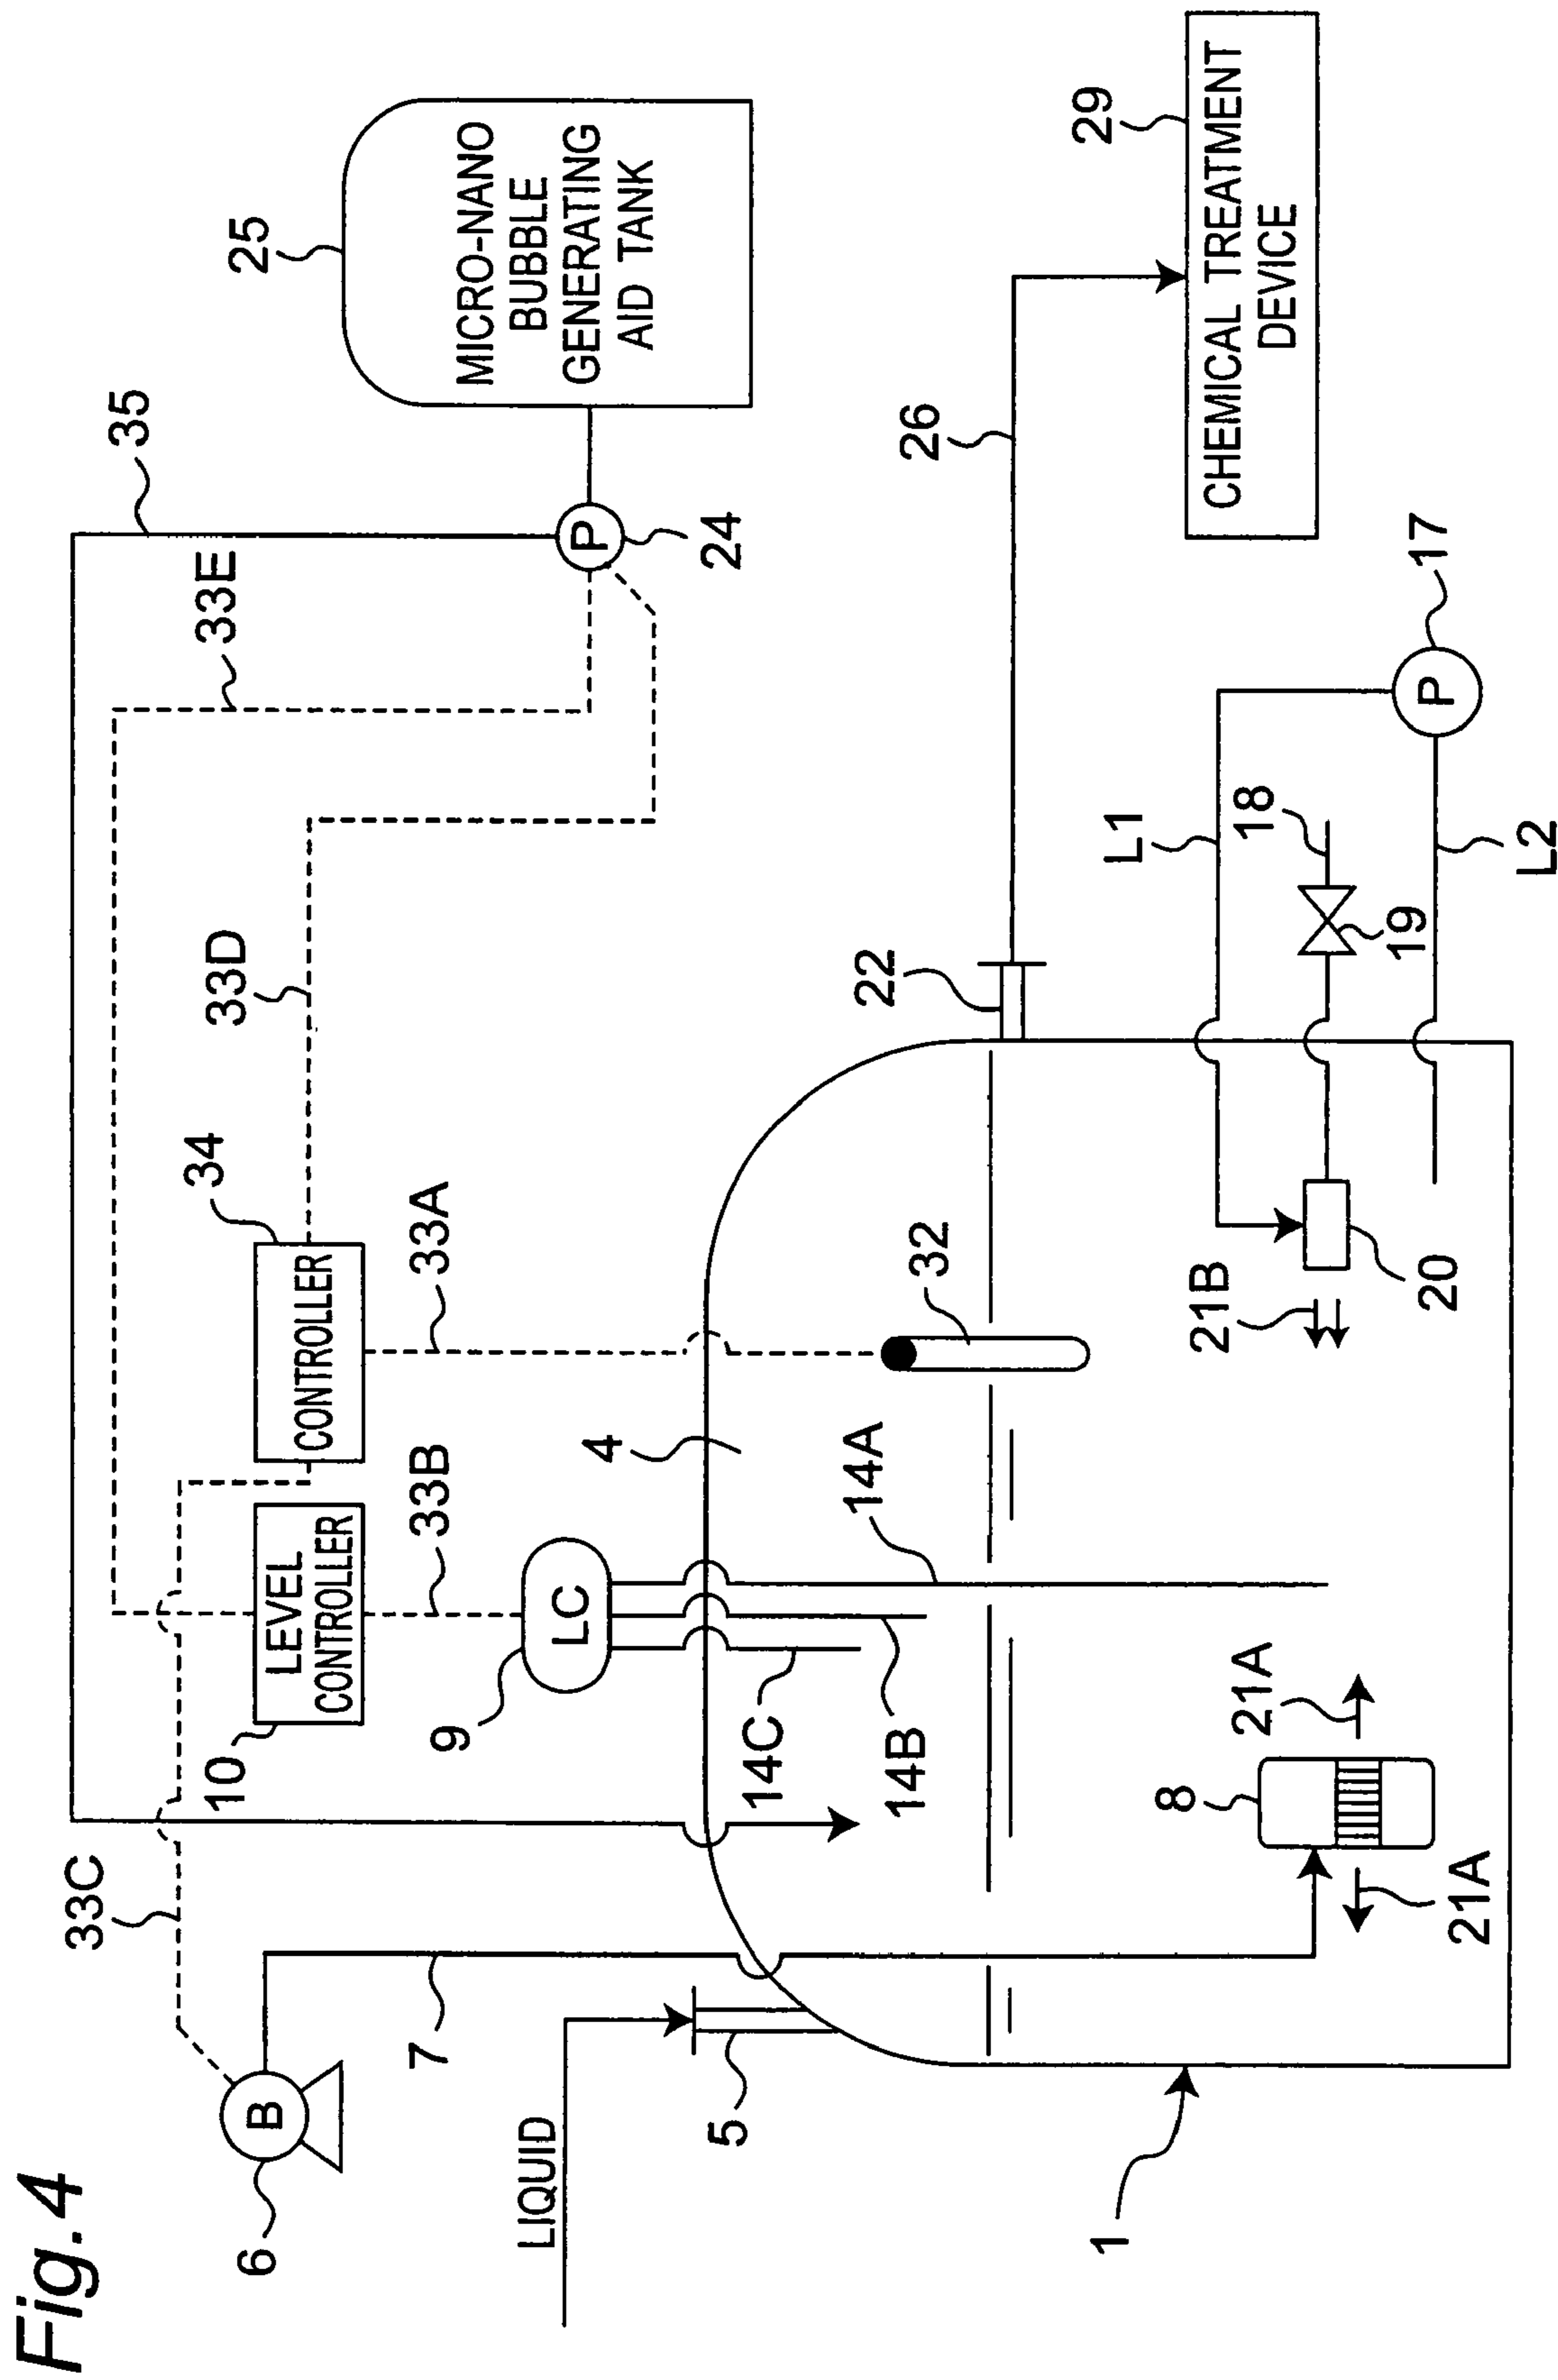 Fig.4
35
25
33E
MICRO-NANO
BUBBLE
GENERATING
AID TANK
33D
34
24
CONTROLLER
33A
10
LEVEL
CONTROLLER
33B
33C
P
6
B
7
9
LC
LIQUID
5
14C
14B
14A
4
32
22
26
29
CHEMICAL TREATMENT
DEVICE
1
8
21A
21A
21B
20
L1
18
19
L2
P
17